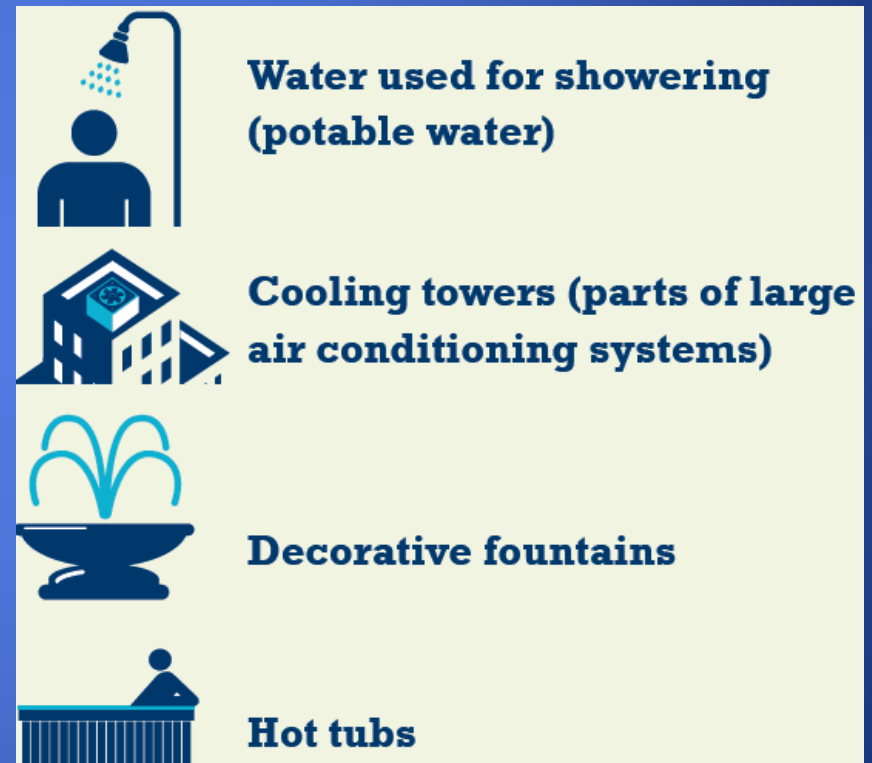 Water used for showering
(potable water)
Cooling towers (parts of large
air conditioning systems)
Decorative fountains
Hot tubs